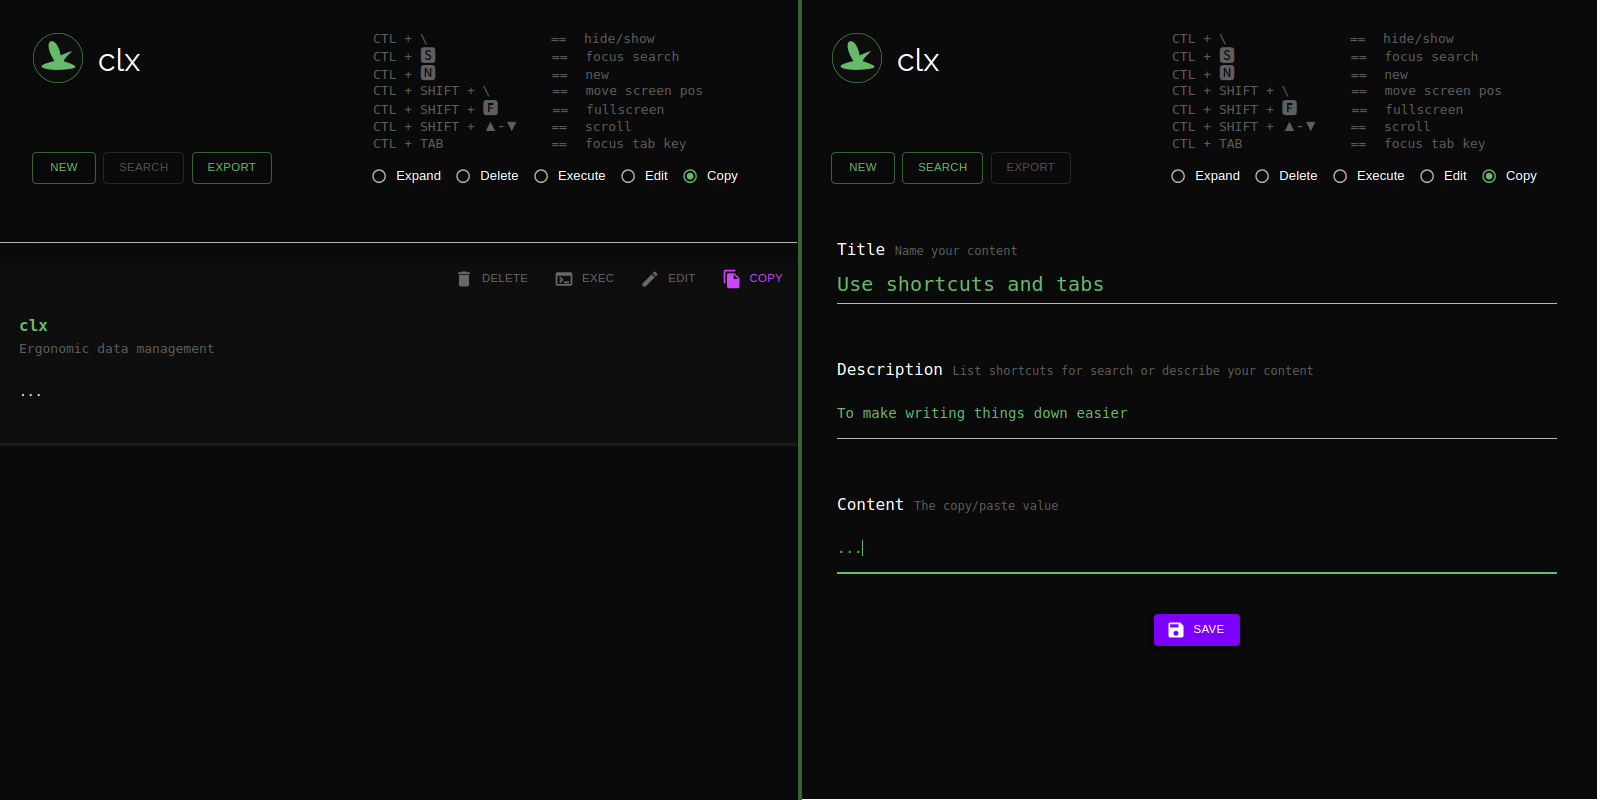 clx
CTL + \ == hide/show
CTL + S == focus search
CTL + N == new
CTL + SHIFT + \ == move screen pos
CTL + SHIFT + F == fullscreen
CTL + SHIFT + ▲-▼ == scroll
CTL + TAB == focus tab key
NEW SEARCH EXPORT
Expand Delete Execute Edit Copy
DELETE EXEC EDIT COPY
clx
Ergonomic data management
...
clx
CTL + \ == hide/show
CTL + S == focus search
CTL + N == new
CTL + SHIFT + \ == move screen pos
CTL + SHIFT + F == fullscreen
CTL + SHIFT + ▲-▼ == scroll
CTL + TAB == focus tab key
NEW SEARCH EXPORT
Expand Delete Execute Edit Copy
Title Name your content
Use shortcuts and tabs
Description List shortcuts for search or describe your content
To make writing things down easier
Content The copy/paste value
...
SAVE